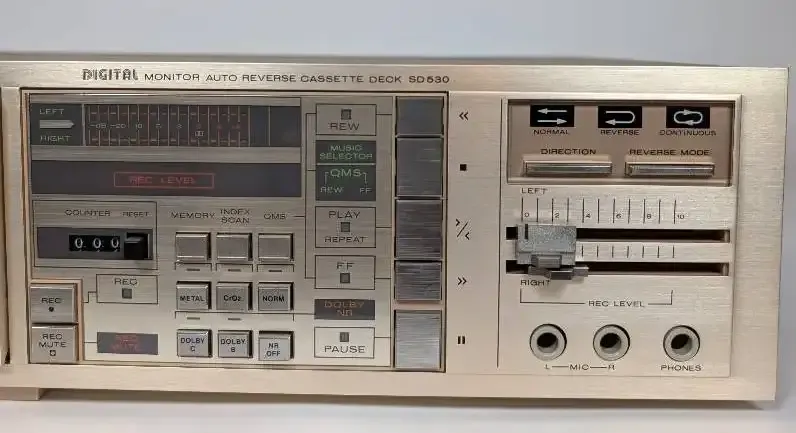 DIGITAL MONITOR AUTO REVERSE CASSETTE DECK SD530
LEFT
RIGHT
REC LEVEL
COUNTER RESET
000
MEMORY INDEX SCAN QMS
REC
REC MUTE
REC
REC MUTE
METAL CrO2 NORM
DOLBY C DOLBY B NR OFF
REW
MUSIC SELECTOR
QMS
REW FF
PLAY
REPEAT
FF
DOLBY NR
PAUSE
NORMAL REVERSE CONTINUOUS
DIRECTION REVERSE MODE
LEFT
0 2 4 6 8 10
RIGHT
REC LEVEL
L MIC R PHONES